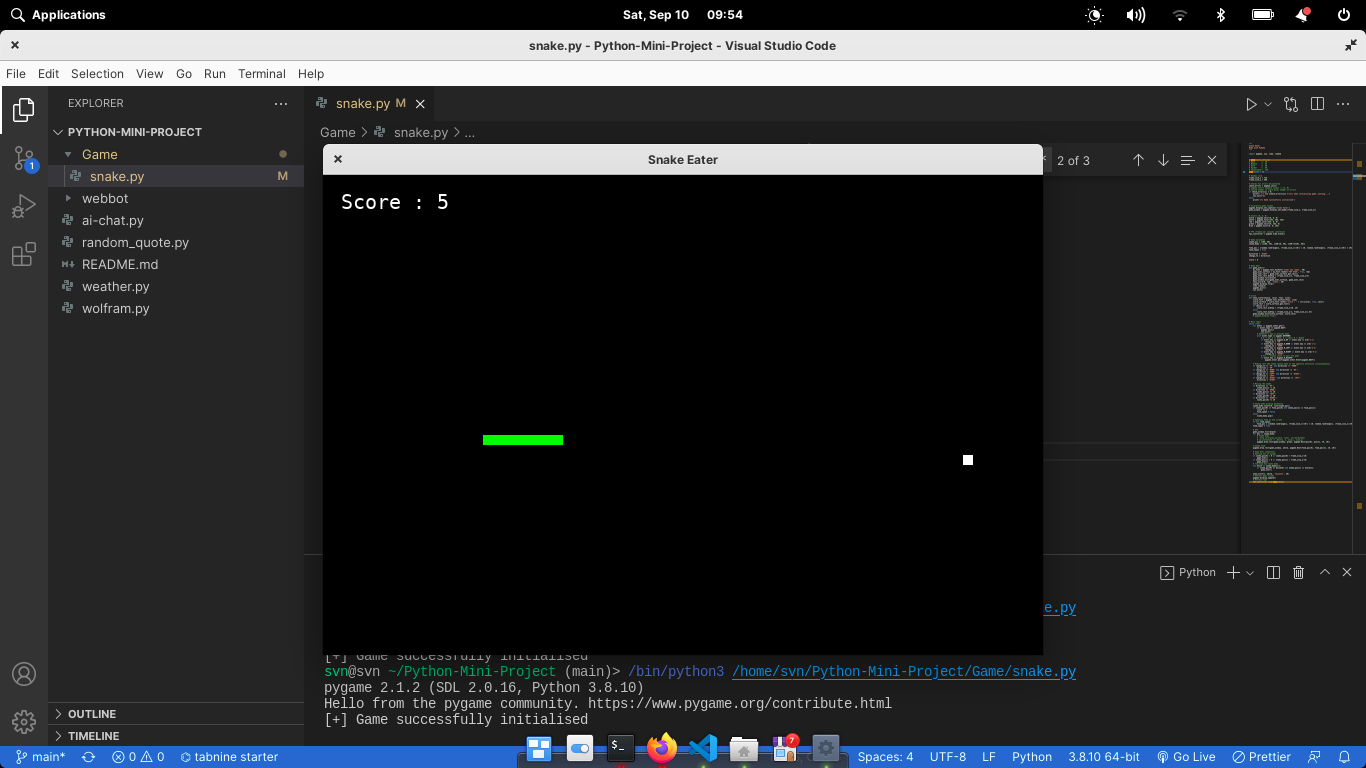 Applications
Sat, Sep 10 09:54
snake.py - Python-Mini-Project - Visual Studio Code
File Edit Selection View Go Run Terminal Help
EXPLORER
snake.py M
PYTHON-MINI-PROJECT
Game > snake.py > ...
Game
snake.py M
webbot
ai-chat.py
random_quote.py
README.md
weather.py
wolfram.py
1
Snake Eater
2 of 3
Score : 5
Python
e.py
[+] Game successfully initialised
svn@svn ~/Python-Mini-Project (main)> /bin/python3 /home/svn/Python-Mini-Project/Game/snake.py
pygame 2.1.2 (SDL 2.0.16, Python 3.8.10)
Hello from the pygame community. https://www.pygame.org/contribute.html
[+] Game successfully initialised
OUTLINE
TIMELINE
7
main* 0 0 tabnine starter Spaces: 4 UTF-8 LF Python 3.8.10 64-bit Go Live Prettier